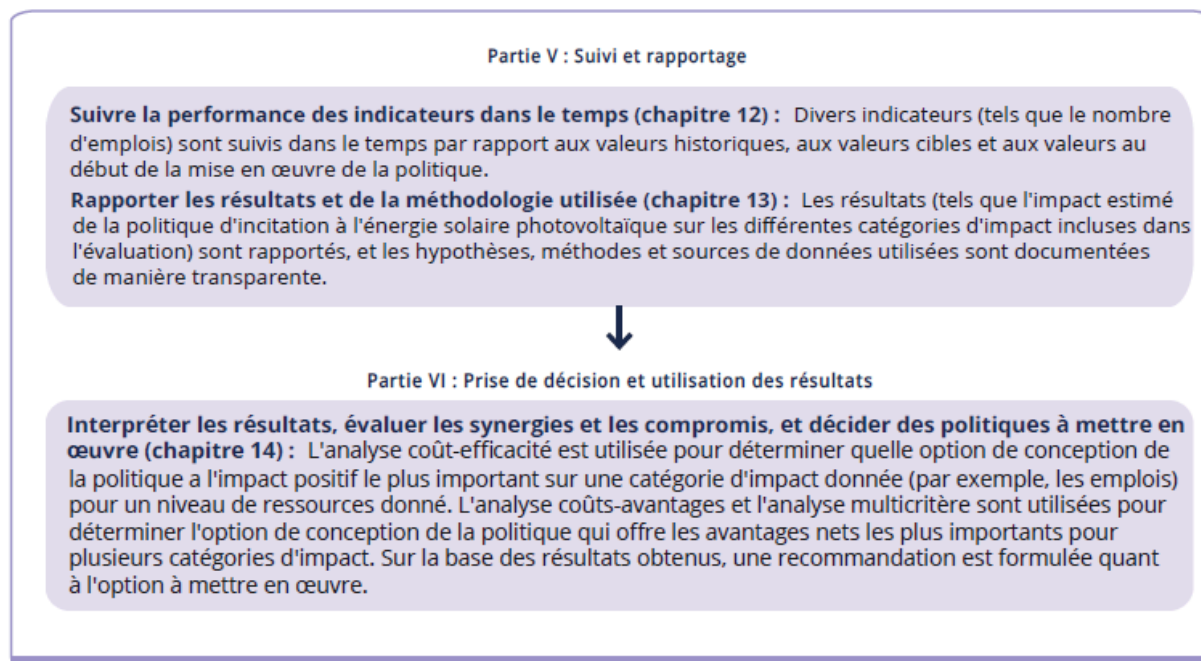 Partie V : Suivi et rapportage
Suivre la performance des indicateurs dans le temps (chapitre 12) : Divers indicateurs (tels que le nombre
d'emplois) sont suivis dans le temps par rapport aux valeurs historiques, aux valeurs cibles et aux valeurs au
début de la mise en œuvre de la politique.
Rapporter les résultats et de la méthodologie utilisée (chapitre 13) : Les résultats (tels que l'impact estimé
de la politique d'incitation à l'énergie solaire photovoltaïque sur les différentes catégories d'impact incluses dans
l'évaluation) sont rapportés, et les hypothèses, méthodes et sources de données utilisées sont documentées
de manière transparente.
Partie VI : Prise de décision et utilisation des résultats
Interpréter les résultats, évaluer les synergies et les compromis, et décider des politiques à mettre en
œuvre (chapitre 14) : L'analyse coût-efficacité est utilisée pour déterminer quelle option de conception de
la politique a l'impact positif le plus important sur une catégorie d'impact donnée (par exemple, les emplois)
pour un niveau de ressources donné. L'analyse coûts-avantages et l'analyse multicritère sont utilisées pour
déterminer l'option de conception de la politique qui offre les avantages nets les plus importants pour
plusieurs catégories d'impact. Sur la base des résultats obtenus, une recommandation est formulée quant
à l'option à mettre en œuvre.